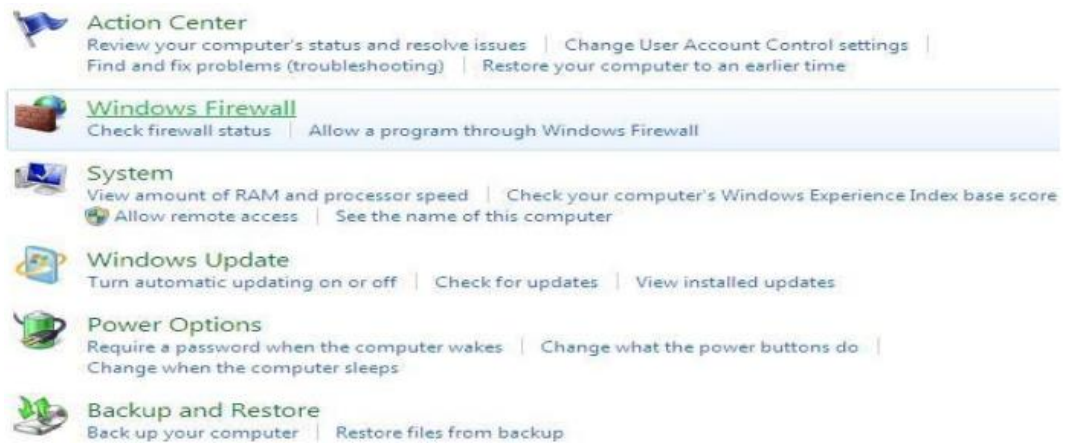 Action Center
Review your computer's status and resolve issues | Change User Account Control settings |
Find and fix problems (troubleshooting) | Restore your computer to an earlier time
Windows Firewall
Check firewall status | Allow a program through Windows Firewall
System
View amount of RAM and processor speed | Check your computer's Windows Experience Index base score
Allow remote access | See the name of this computer
Windows Update
Turn automatic updating on or off | Check for updates | View installed updates
Power Options
Require a password when the computer wakes | Change what the power buttons do |
Change when the computer sleeps
Backup and Restore
Back up your computer | Restore files from backup